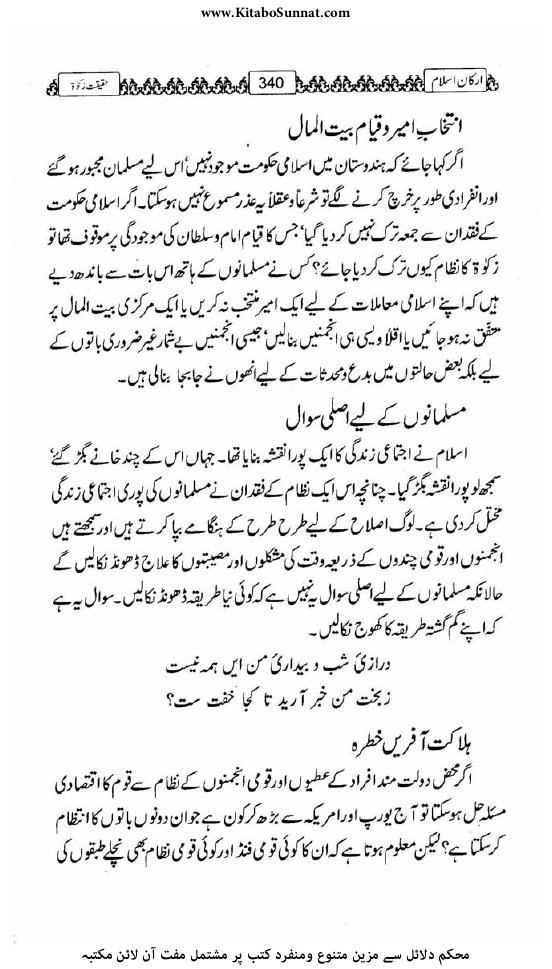 www.KitaboSunnat.com
ارکان اسلام 340 حقیقت زکوٰۃ
انتخابِ امیر و قیام بیت المال
اگر کہا جائے کہ ہندوستان میں اسلامی حکومت موجود نہیں' اس لیے مسلمان مجبور ہو گئے
اور انفرادی طور پر خرچ کرنے لگے تو شرعاً و عقلاً یہ عذر مسموع نہیں ہو سکتا۔ اگر اسلامی حکومت
کے فقدان سے جمعہ ترک نہیں کر دیا گیا' جس کا قیام امام و سلطان کی موجودگی پر موقوف تھا تو
زکوٰۃ کا نظام کیوں ترک کر دیا جائے؟ کس نے مسلمانوں کے ہاتھ اس بات سے باندھ دیے
ہیں کہ اپنے اسلامی معاملات کے لیے ایک امیر منتخب نہ کریں یا ایک مرکزی بیت المال پر
متفق نہ ہو جائیں یا اقلاً ویسی ہی انجمنیں بنالیں' جیسی انجمنیں بے شمار غیر ضروری باتوں کے
لیے بلکہ بعض حالتوں میں بدع و محدثات کے لیے انھوں نے جا بجا بنالی ہیں۔
مسلمانوں کے لیے اصلی سوال
اسلام نے اجتماعی زندگی کا ایک پورا نقشہ بنایا تھا۔ جہاں اس کے چند خانے بگڑ گئے'
سمجھ لو پورا نقشہ بگڑ گیا۔ چنانچہ اس ایک نظام کے فقدان نے مسلمانوں کی پوری اجتماعی زندگی
مختل کر دی ہے۔ لوگ اصلاح کے لیے طرح طرح کے ہنگامے بپا کرتے ہیں اور سمجھتے ہیں
انجمنوں اور قومی چندوں کے ذریعہ وقت کی مشکلوں اور مصیبتوں کا علاج ڈھونڈ نکالیں گے
حالانکہ مسلمانوں کے لیے اصلی سوال یہ نہیں ہے کہ کوئی نیا طریقہ ڈھونڈ نکالیں۔ سوال یہ ہے
کہ اپنے گم گشتہ طریقہ کا کھوج نکالیں۔
درازیٔ شب و بیداریٔ من ایں ہمہ نیست
زبخت من خبر آرید تا کجا خفت ست؟
ہلاکت آفریں خطرہ
اگر محض دولت مند افراد کے عطیوں اور قومی انجمنوں کے نظام سے قوم کا اقتصادی
مسئلہ حل ہو سکتا تو آج یورپ اور امریکہ سے بڑھ کر کون ہے جو ان دونوں باتوں کا انتظام
کر سکتا ہے؟ لیکن معلوم ہوتا ہے کہ ان کا کوئی قومی فنڈ اور کوئی قومی نظام بھی نچلے طبقوں کی
محکم دلائل سے مزین متنوع ومنفرد کتب پر مشتمل مفت آن لائن مکتبہ